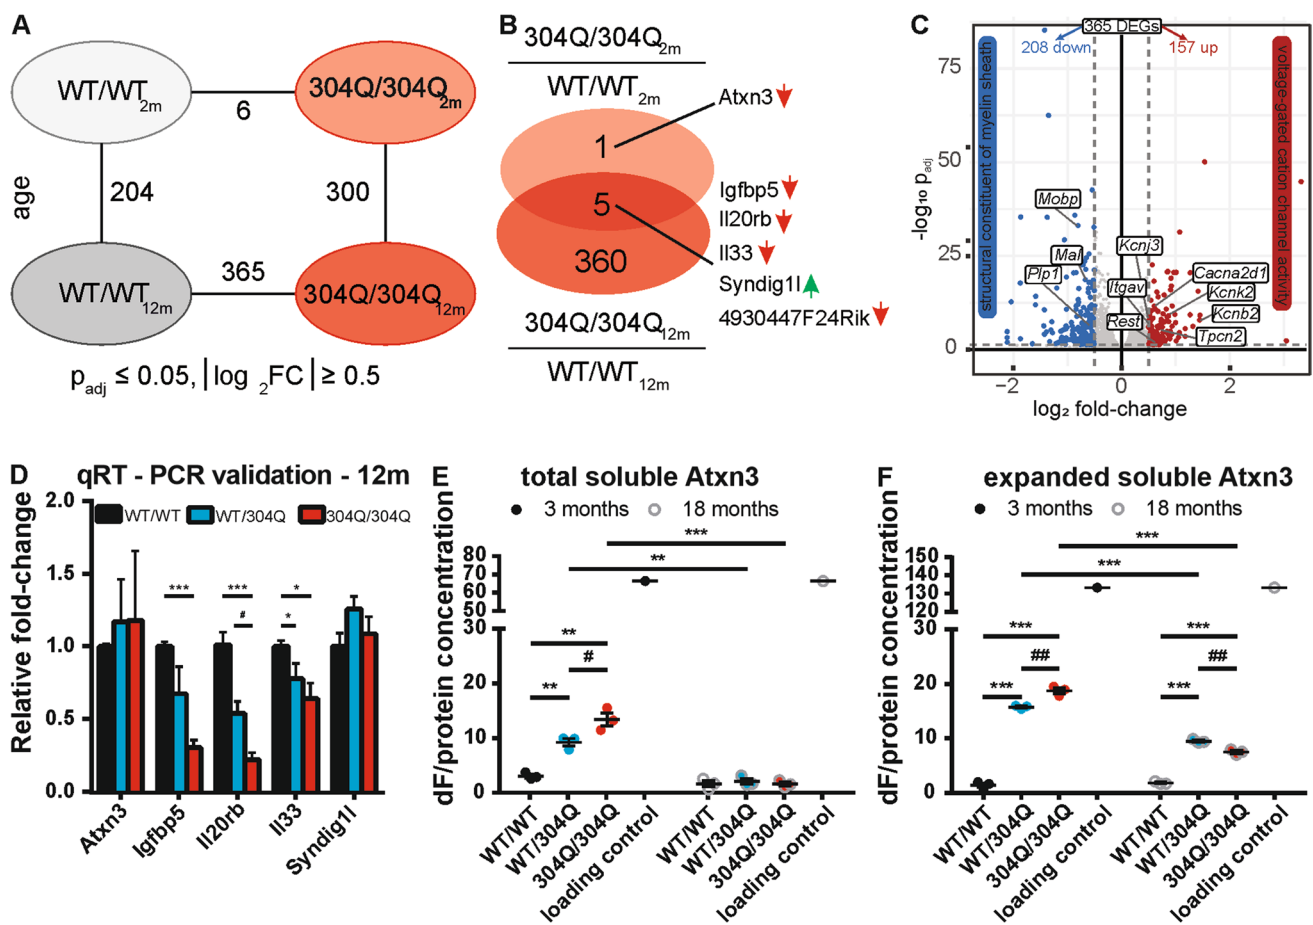 A
WT/WT2m
304Q/304Q2m
6
age
204
300
365
WT/WT12m
304Q/304Q12m
padj ≤ 0.05, |log 2FC| ≥ 0.5
B
304Q/304Q2m
WT/WT2m
1
5
360
Atxn3
Igfbp5
Il20rb
Il33
Syndig1l
4930447F24Rik
304Q/304Q12m
WT/WT12m
C
365 DEGs
208 down
157 up
structural constituent of myelin sheath
voltage-gated cation channel activity
-log₁₀ padj
75
50
25
0
Mobp
Mal
Plp1
Kcnj3
Itgav
Rest
Cacna2d1
Kcnk2
Kcnb2
Tpcn2
−2
0
2
log₂ fold-change
D
qRT - PCR validation - 12m
Relative fold-change
2.0
1.5
1.0
0.5
0.0
WT/WT
WT/304Q
304Q/304Q
***
***
#
*
*
Atxn3
Igfbp5
Il20rb
Il33
Syndig1l
E
total soluble Atxn3
3 months
18 months
dF/protein concentration
80
70
60
50
30
20
10
0
***
**
**
#
**
WT/WT
WT/304Q
304Q/304Q
loading control
WT/WT
WT/304Q
304Q/304Q
loading control
F
expanded soluble Atxn3
3 months
18 months
dF/protein concentration
150
140
130
120
110
30
20
10
0
***
***
***
##
***
***
##
***
WT/WT
WT/304Q
304Q/304Q
loading control
WT/WT
WT/304Q
304Q/304Q
loading control